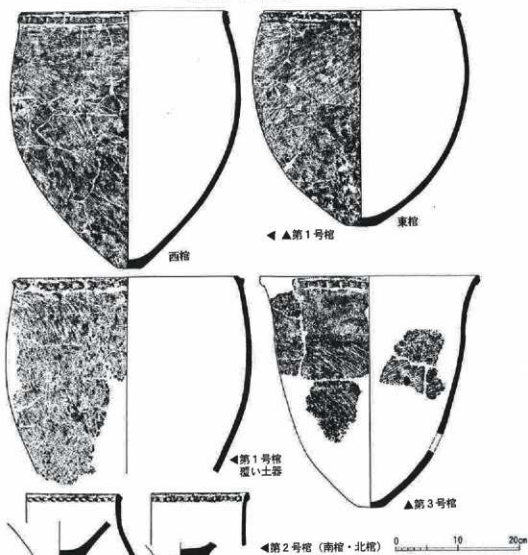 西棺
東棺
◀ ▲第1号棺
◀第1号棺
覆い土器
▲第3号棺
◀第2号棺（南棺・北棺）
0 10 20cm